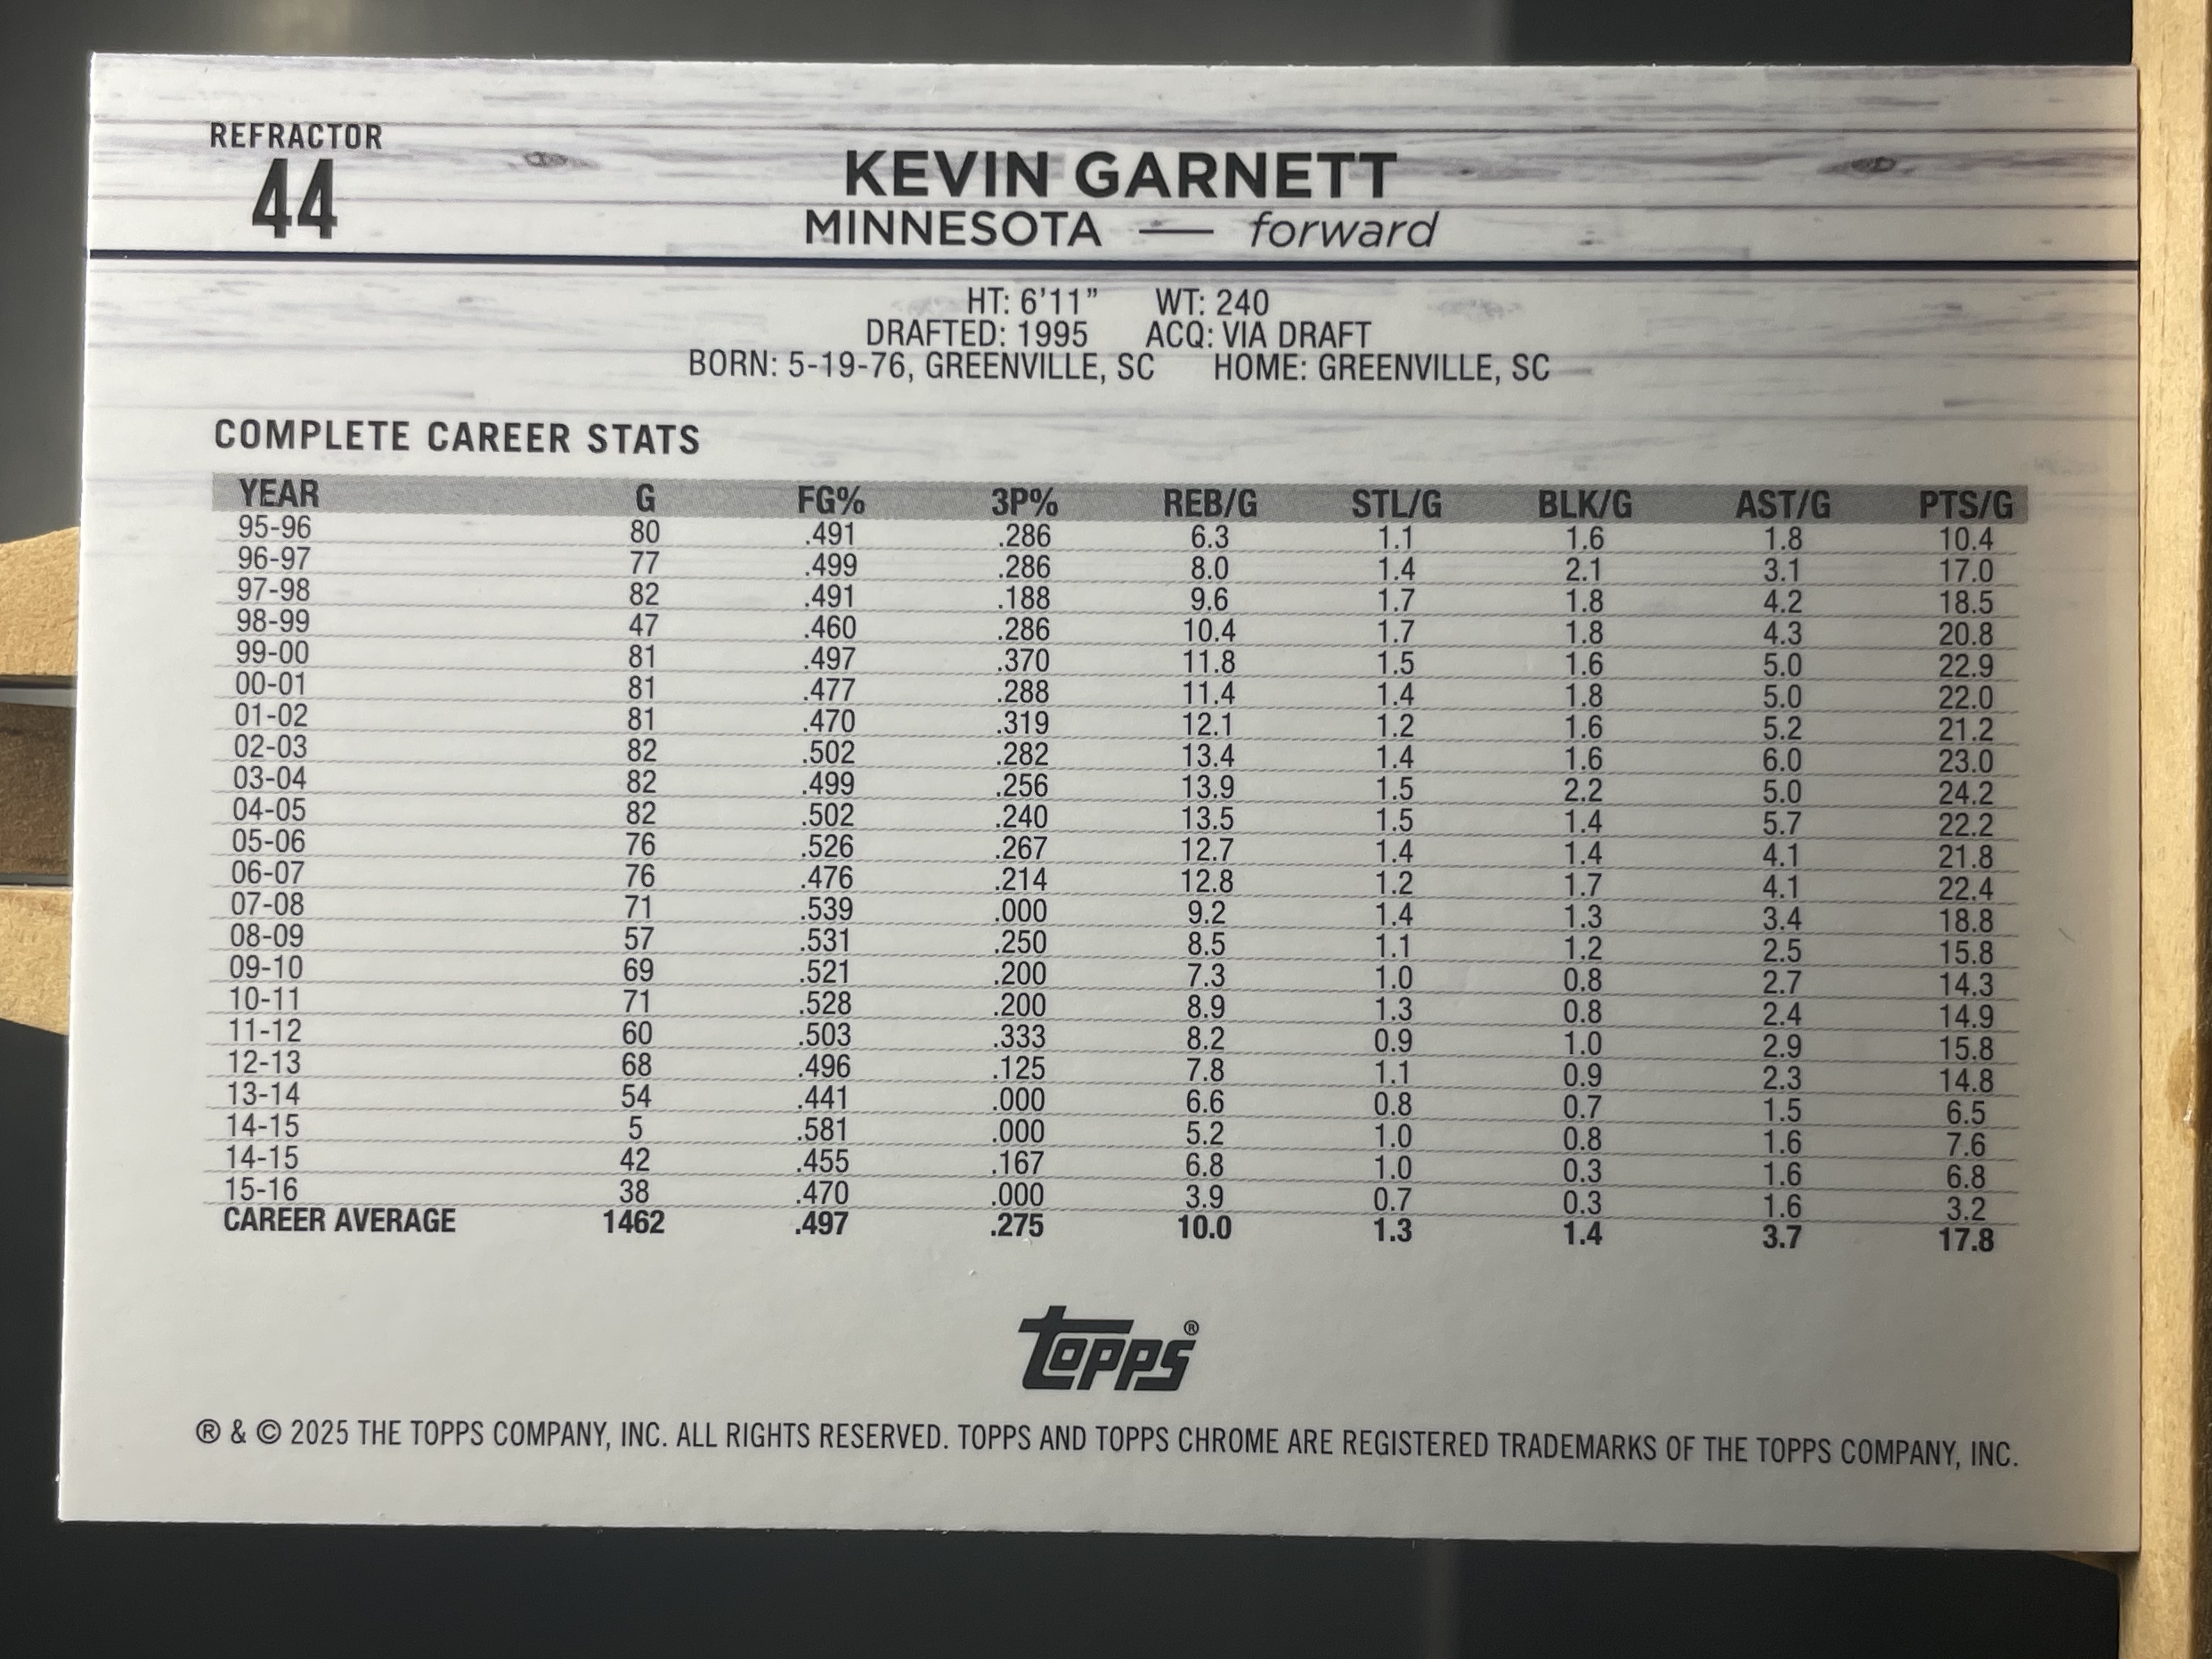 REFRACTOR
44
KEVIN GARNETT
MINNESOTA — forward
HT: 6'11" WT: 240
DRAFTED: 1995 ACQ: VIA DRAFT
BORN: 5-19-76, GREENVILLE, SC HOME: GREENVILLE, SC
COMPLETE CAREER STATS
YEAR G FG% 3P% REB/G STL/G BLK/G AST/G PTS/G
95-96 80 .491 .286 6.3 1.1 1.6 1.8 10.4
96-97 77 .499 .286 8.0 1.4 2.1 3.1 17.0
97-98 82 .491 .188 9.6 1.7 1.8 4.2 18.5
98-99 47 .460 .286 10.4 1.7 1.8 4.3 20.8
99-00 81 .497 .370 11.8 1.5 1.6 5.0 22.9
00-01 81 .477 .288 11.4 1.4 1.8 5.0 22.0
01-02 81 .470 .319 12.1 1.2 1.6 5.2 21.2
02-03 82 .502 .282 13.4 1.4 1.6 6.0 23.0
03-04 82 .499 .256 13.9 1.5 2.2 5.0 24.2
04-05 82 .502 .240 13.5 1.5 1.4 5.7 22.2
05-06 76 .526 .267 12.7 1.4 1.4 4.1 21.8
06-07 76 .476 .214 12.8 1.2 1.7 4.1 22.4
07-08 71 .539 .000 9.2 1.4 1.3 3.4 18.8
08-09 57 .531 .250 8.5 1.1 1.2 2.5 15.8
09-10 69 .521 .200 7.3 1.0 0.8 2.7 14.3
10-11 71 .528 .200 8.9 1.3 0.8 2.4 14.9
11-12 60 .503 .333 8.2 0.9 1.0 2.9 15.8
12-13 68 .496 .125 7.8 1.1 0.9 2.3 14.8
13-14 54 .441 .000 6.6 0.8 0.7 1.5 6.5
14-15 5 .581 .000 5.2 1.0 0.8 1.6 7.6
14-15 42 .455 .167 6.8 1.0 0.3 1.6 6.8
15-16 38 .470 .000 3.9 0.7 0.3 1.6 3.2
CAREER AVERAGE 1462 .497 .275 10.0 1.3 1.4 3.7 17.8
Topps®
® & © 2025 THE TOPPS COMPANY, INC. ALL RIGHTS RESERVED. TOPPS AND TOPPS CHROME ARE REGISTERED TRADEMARKS OF THE TOPPS COMPANY, INC.